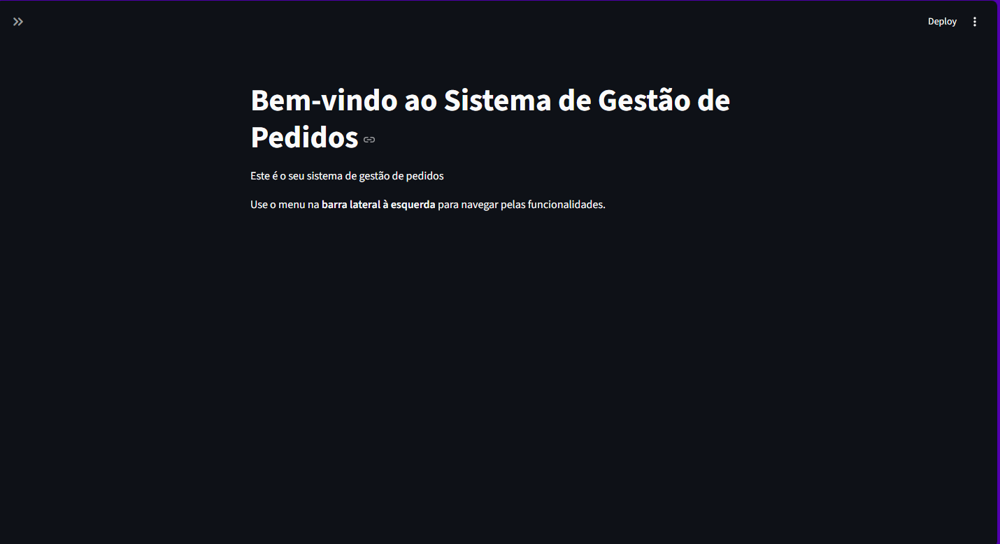 Deploy
Bem-vindo ao Sistema de Gestão de
Pedidos
Este é o seu sistema de gestão de pedidos
Use o menu na barra lateral à esquerda para navegar pelas funcionalidades.